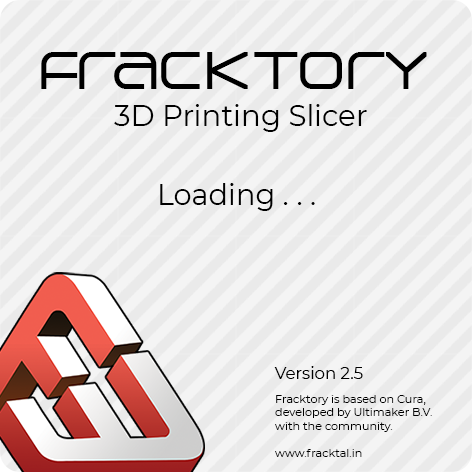 Fracktory
3D Printing Slicer
Loading . . .
Version 2.5
Fracktory is based on Cura,
developed by Ultimaker B.V.
with the community.
www.fracktal.in